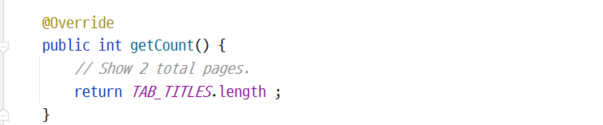 @Override
public int getCount() {
// Show 2 total pages.
return TAB_TITLES.length ;
}